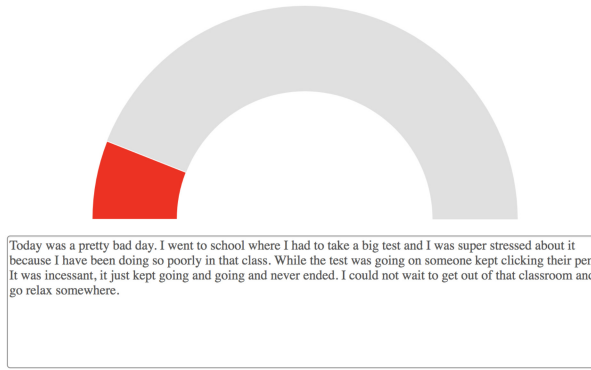 Today was a pretty bad day. I went to school where I had to take a big test and I was super stressed about it
because I have been doing so poorly in that class. While the test was going on someone kept clicking their pen
It was incessant, it just kept going and going and never ended. I could not wait to get out of that classroom and
go relax somewhere.